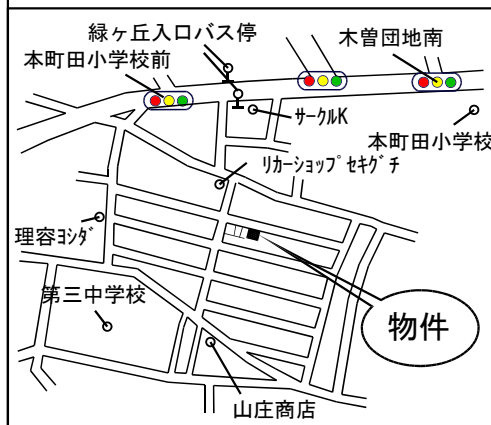 緑ヶ丘入口バス停
本町田小学校前
木曽団地南
サークルK
本町田小学校
リカーショップセキグチ
理容ヨシダ
第三中学校
物件
山庄商店